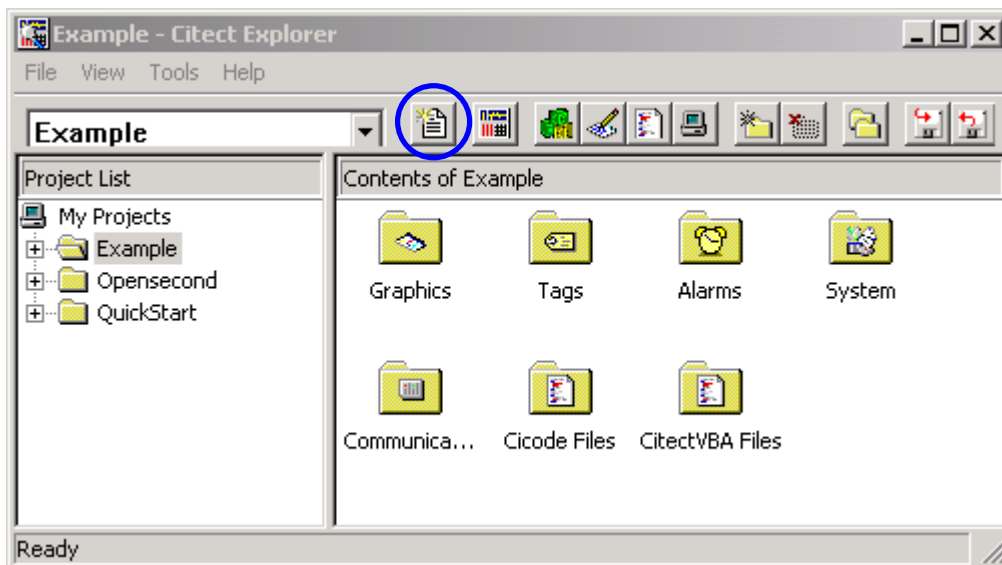 Example - Citect Explorer
File View Tools Help
Example
Project List
Contents of Example
My Projects
Example
Opensecond
QuickStart
Graphics
Tags
Alarms
System
Communica...
Cicode Files
CitectVBA Files
Ready